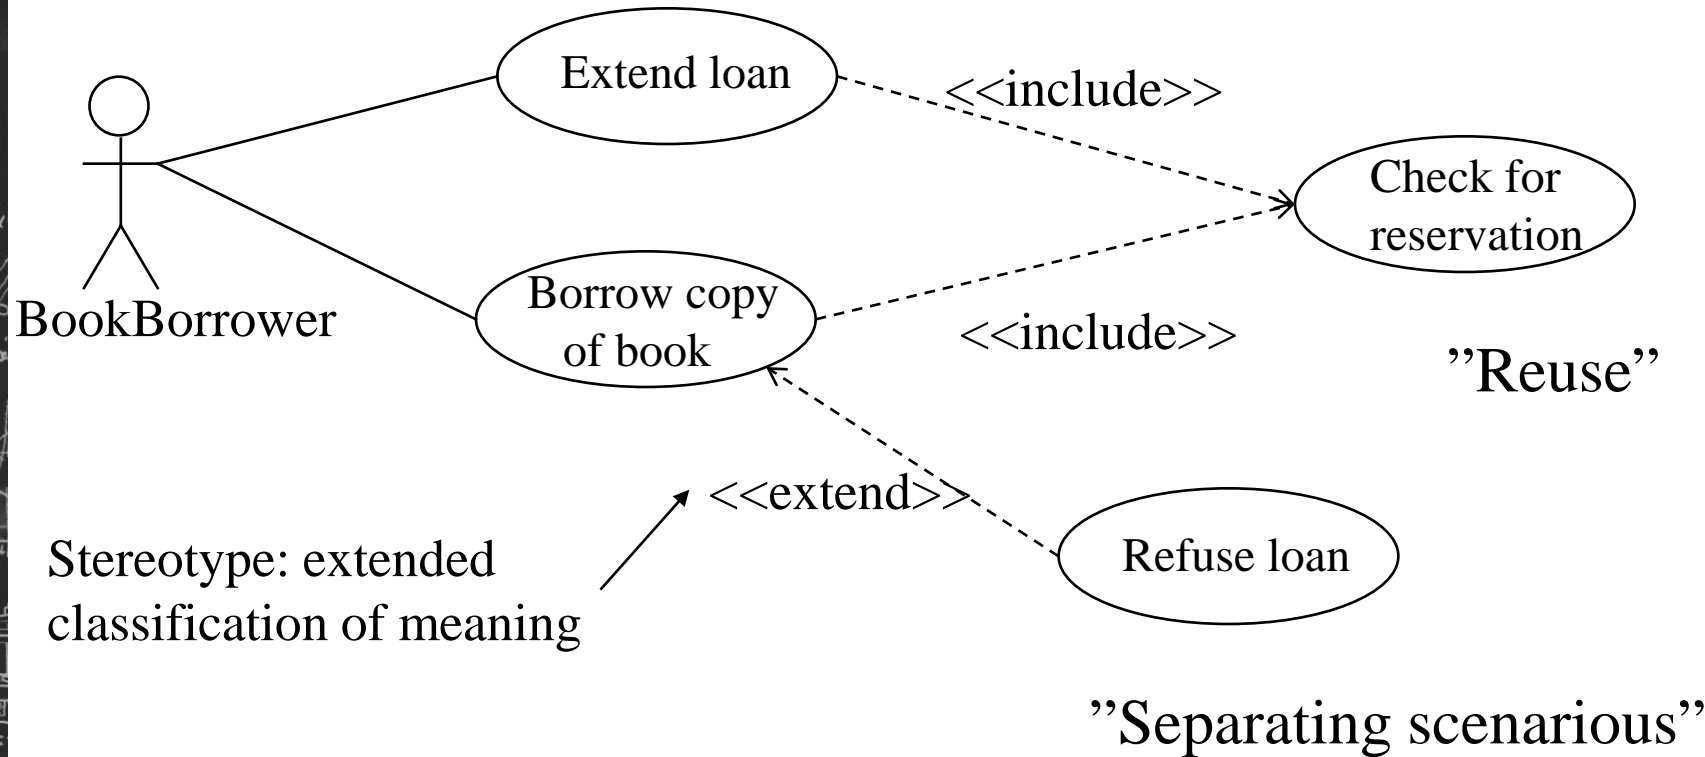 Extend loan
<<include>>
Check for
reservation
BookBorrower
Borrow copy
of book
<<include>>
”Reuse”
<<extend>>
Stereotype: extended
classification of meaning
Refuse loan
”Separating scenarious”